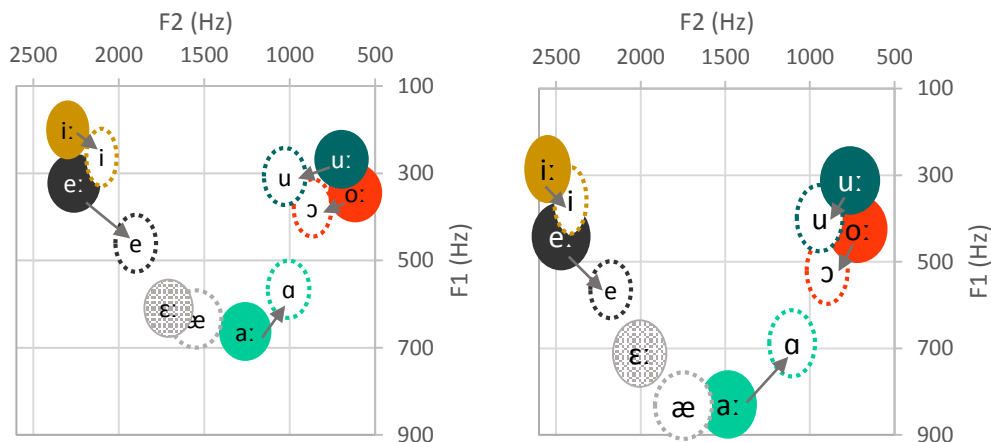 F2 (Hz)
2500 2000 1500 1000 500
100
300
500
700
900
F1 (Hz)
iː
i
eː
e
ɛː
æ
aː
ɑ
u
uː
ɔ
oː
F2 (Hz)
2500 2000 1500 1000 500
100
300
500
700
900
F1 (Hz)
iː
i
eː
e
ɛː
æ
aː
ɑ
u
uː
ɔ
oː